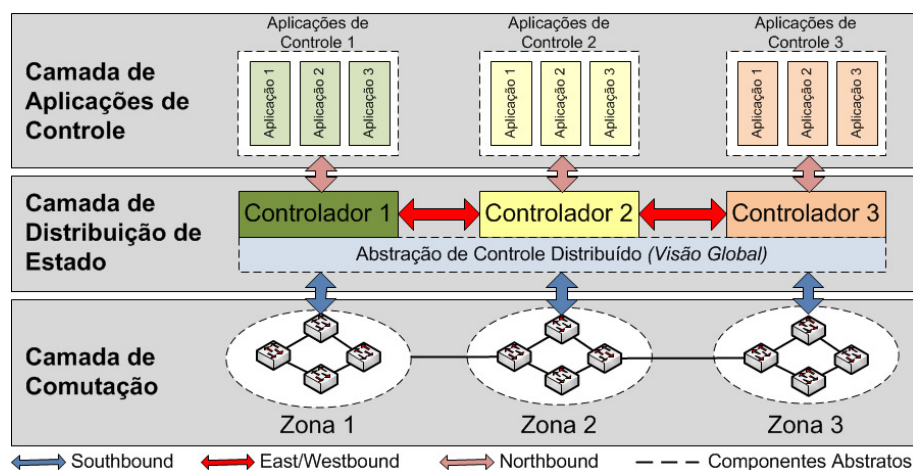 Aplicações de
Controle 1
Aplicações de
Controle 2
Aplicações de
Controle 3
Camada de
Aplicações de
Controle
Aplicação 1
Aplicação 2
Aplicação 3
Aplicação 1
Aplicação 2
Aplicação 3
Aplicação 1
Aplicação 2
Aplicação 3
Camada de
Distribuição de
Estado
Controlador 1
Controlador 2
Controlador 3
Abstração de Controle Distribuído (Visão Global)
Camada de
Comutação
Zona 1
Zona 2
Zona 3
Southbound
East/Westbound
Northbound
Componentes Abstratos